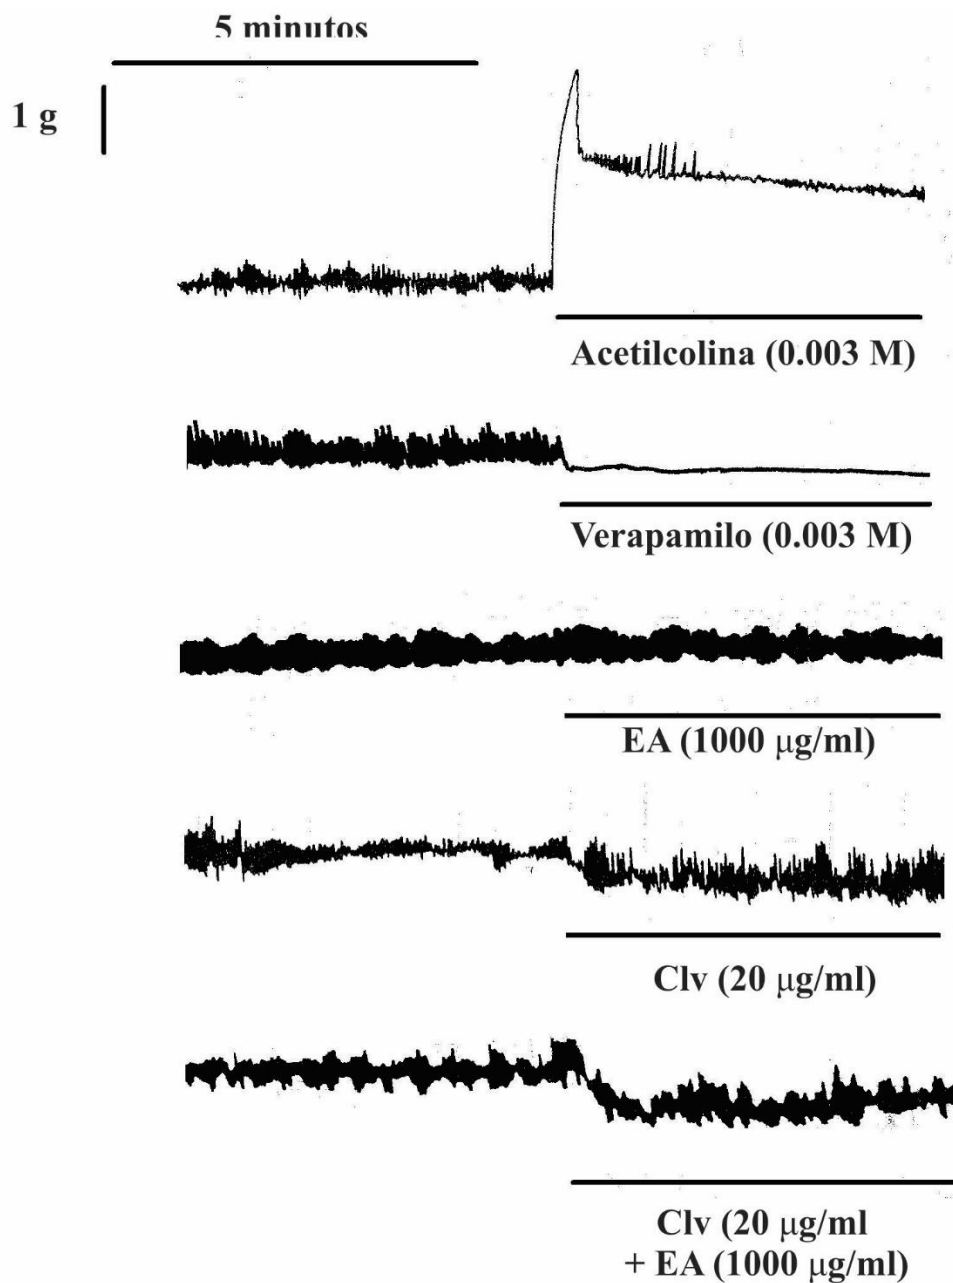 5 minutos
1 g
Acetilcolina (0.003 M)
Verapamilo (0.003 M)
EA (1000 μg/ml)
Clv (20 μg/ml)
Clv (20 μg/ml
+ EA (1000 μg/ml)